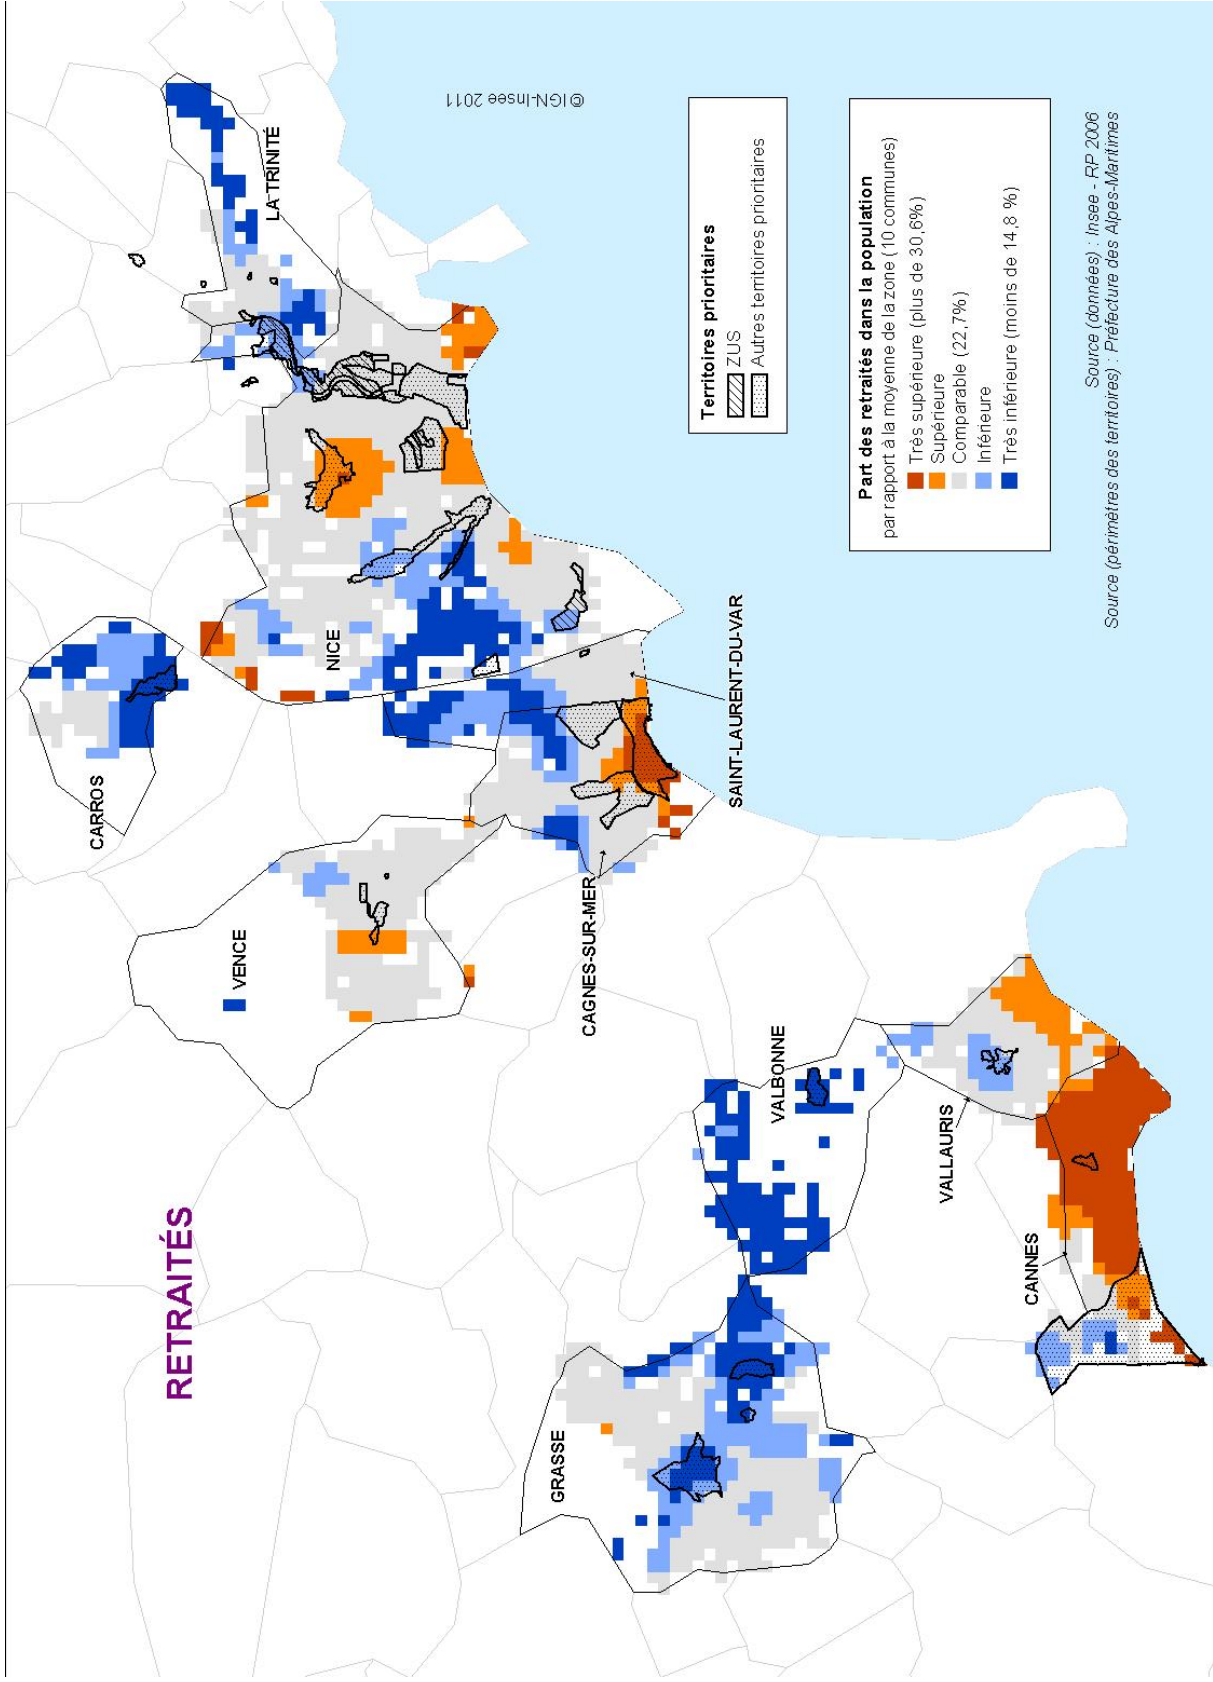 RETRAITÉS
CARROS
LA TRINITÉ
NICE
VENCE
CAGNES-SUR-MER
SAINT-LAURENT-DU-VAR
GRASSE
VALBONNE
VALLAURIS
CANNES
©IGN-Insee 2011
Territoires prioritaires
ZUS
Autres territoires prioritaires
Part des retraités dans la population
par rapport à la moyenne de la zone (10 communes)
Très supérieure (plus de 30,6%)
Supérieure
Comparable (22,7%)
Inférieure
Très inférieure (moins de 14,8 %)
Source (données) : Insee - RP 2006
Source (périmètres des territoires) : Préfecture des Alpes-Maritimes